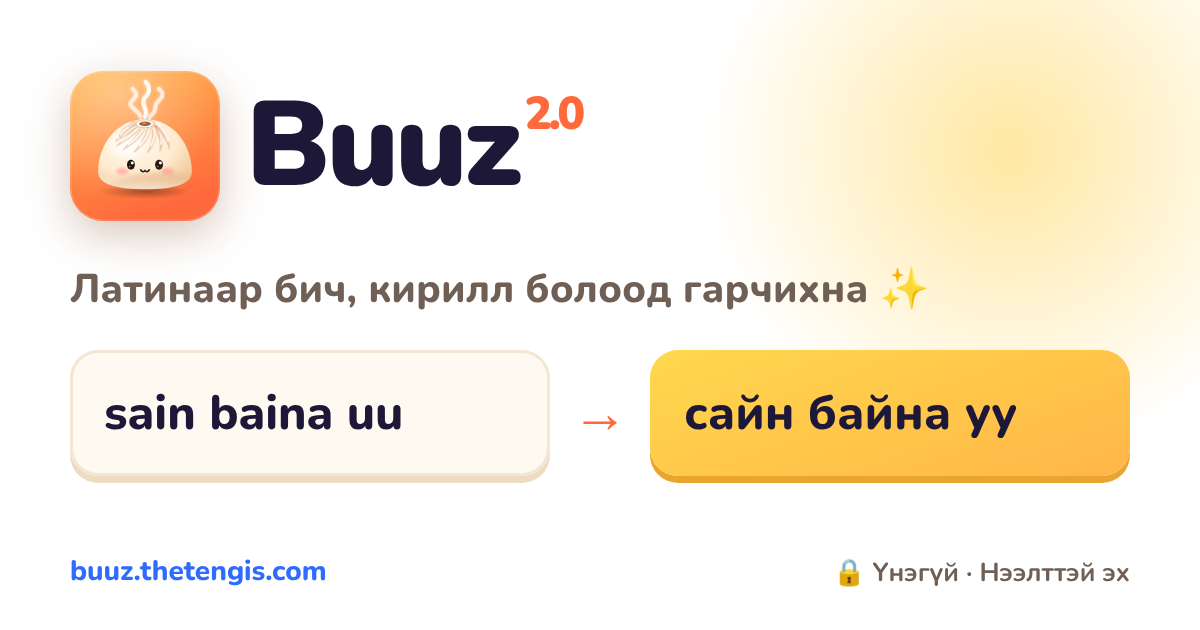 Buuz 2.0
Латинаар бич, кирилл болоод гарчихна ✨
sain baina uu → сайн байна уу
buuz.thetengis.com
🔒 Үнэгүй · Нээлттэй эх